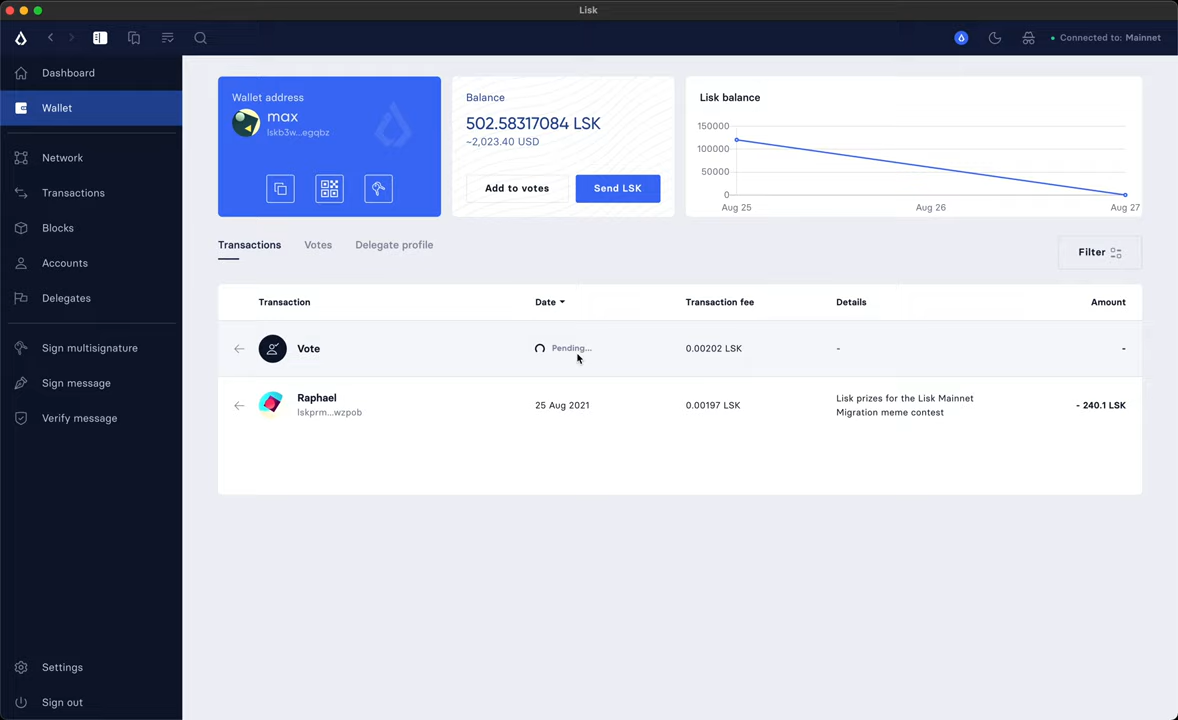 Lisk
Connected to: Mainnet
Dashboard
Wallet
Network
Transactions
Blocks
Accounts
Delegates
Sign multisignature
Sign message
Verify message
Settings
Sign out
Wallet address
max
lskb3w...egqbz
Balance
502.58317084 LSK
~2,023.40 USD
Add to votes
Send LSK
Lisk balance
150000
100000
50000
0
Aug 25
Aug 26
Aug 27
Transactions
Votes
Delegate profile
Filter
Transaction
Date
Transaction fee
Details
Amount
Vote
Pending...
0.00202 LSK
-
-
Raphael
lskprm...wzpob
25 Aug 2021
0.00197 LSK
Lisk prizes for the Lisk Mainnet
Migration meme contest
- 240.1 LSK